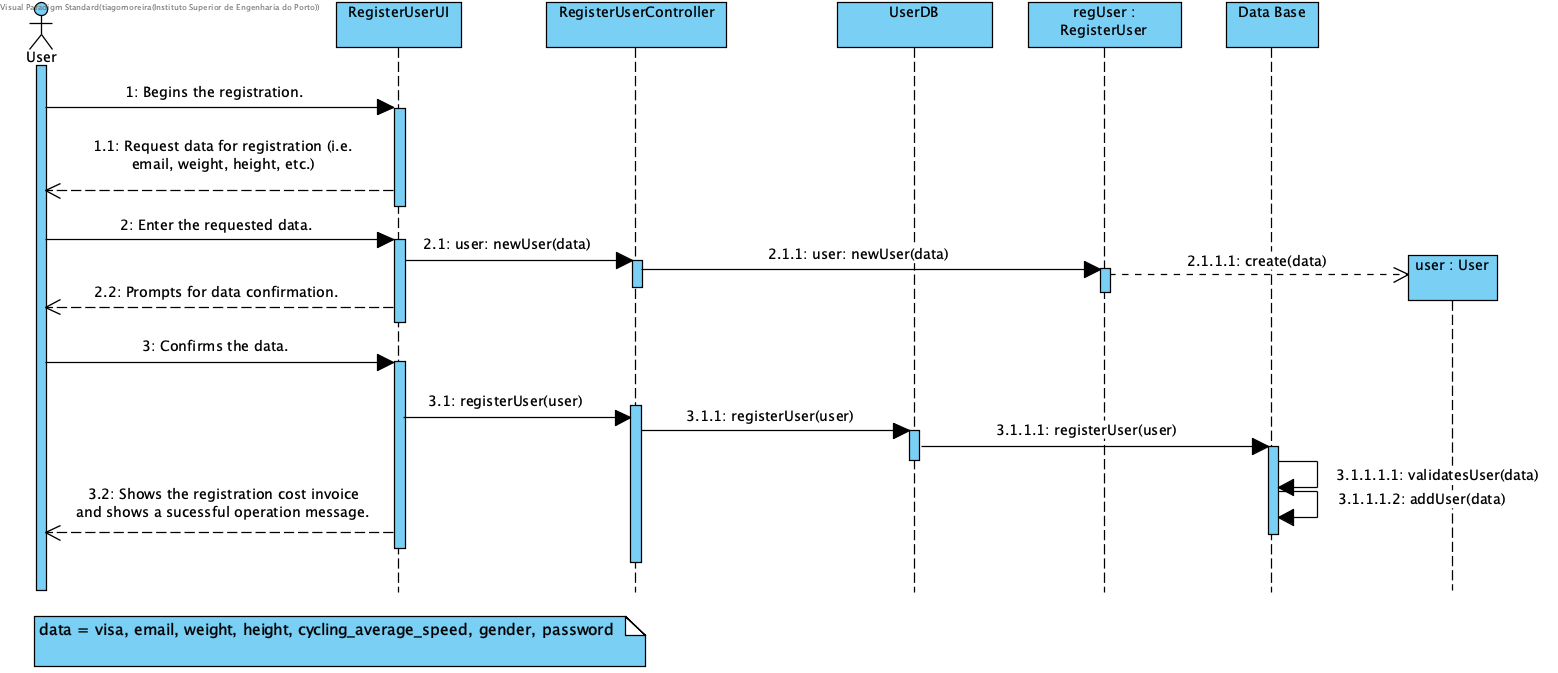 Visual Paradigm Standard(tiagomoreira(Instituto Superior de Engenharia do Porto))
User
RegisterUserUI
RegisterUserController
UserDB
regUser :
RegisterUser
Data Base
1: Begins the registration.
1.1: Request data for registration (i.e.
email, weight, height, etc.)
2: Enter the requested data.
2.1: user: newUser(data)
2.1.1: user: newUser(data)
2.1.1.1: create(data)
user : User
2.2: Prompts for data confirmation.
3: Confirms the data.
3.1: registerUser(user)
3.1.1: registerUser(user)
3.1.1.1: registerUser(user)
3.1.1.1.1: validatesUser(data)
3.1.1.1.2: addUser(data)
3.2: Shows the registration cost invoice
and shows a sucessful operation message.
data = visa, email, weight, height, cycling_average_speed, gender, password